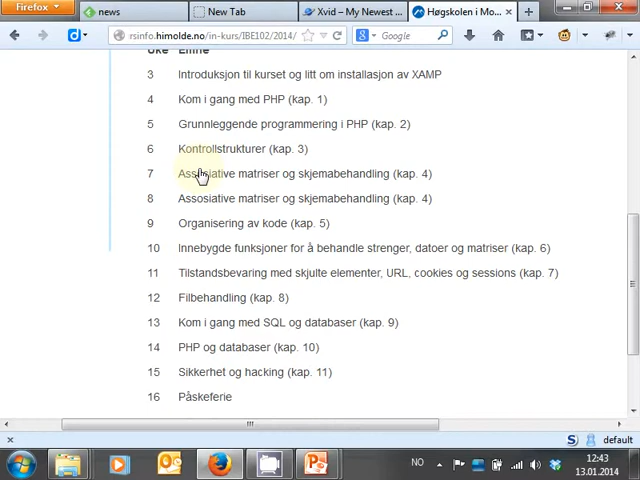 Firefox
news
New Tab
Xvid – My Newest ...
Høgskolen i Mo...
rsinfo.himolde.no/in-kurs/IBE102/2014/
Google
Uke Emne
3 Introduksjon til kurset og litt om installasjon av XAMP
4 Kom i gang med PHP (kap. 1)
5 Grunnleggende programmering i PHP (kap. 2)
6 Kontrollstrukturer (kap. 3)
7 Assosiative matriser og skjemabehandling (kap. 4)
8 Assosiative matriser og skjemabehandling (kap. 4)
9 Organisering av kode (kap. 5)
10 Innebygde funksjoner for å behandle strenger, datoer og matriser (kap. 6)
11 Tilstandsbevaring med skjulte elementer, URL, cookies og sessions (kap. 7)
12 Filbehandling (kap. 8)
13 Kom i gang med SQL og databaser (kap. 9)
14 PHP og databaser (kap. 10)
15 Sikkerhet og hacking (kap. 11)
16 Påskeferie
default
NO
12:43
13.01.2014